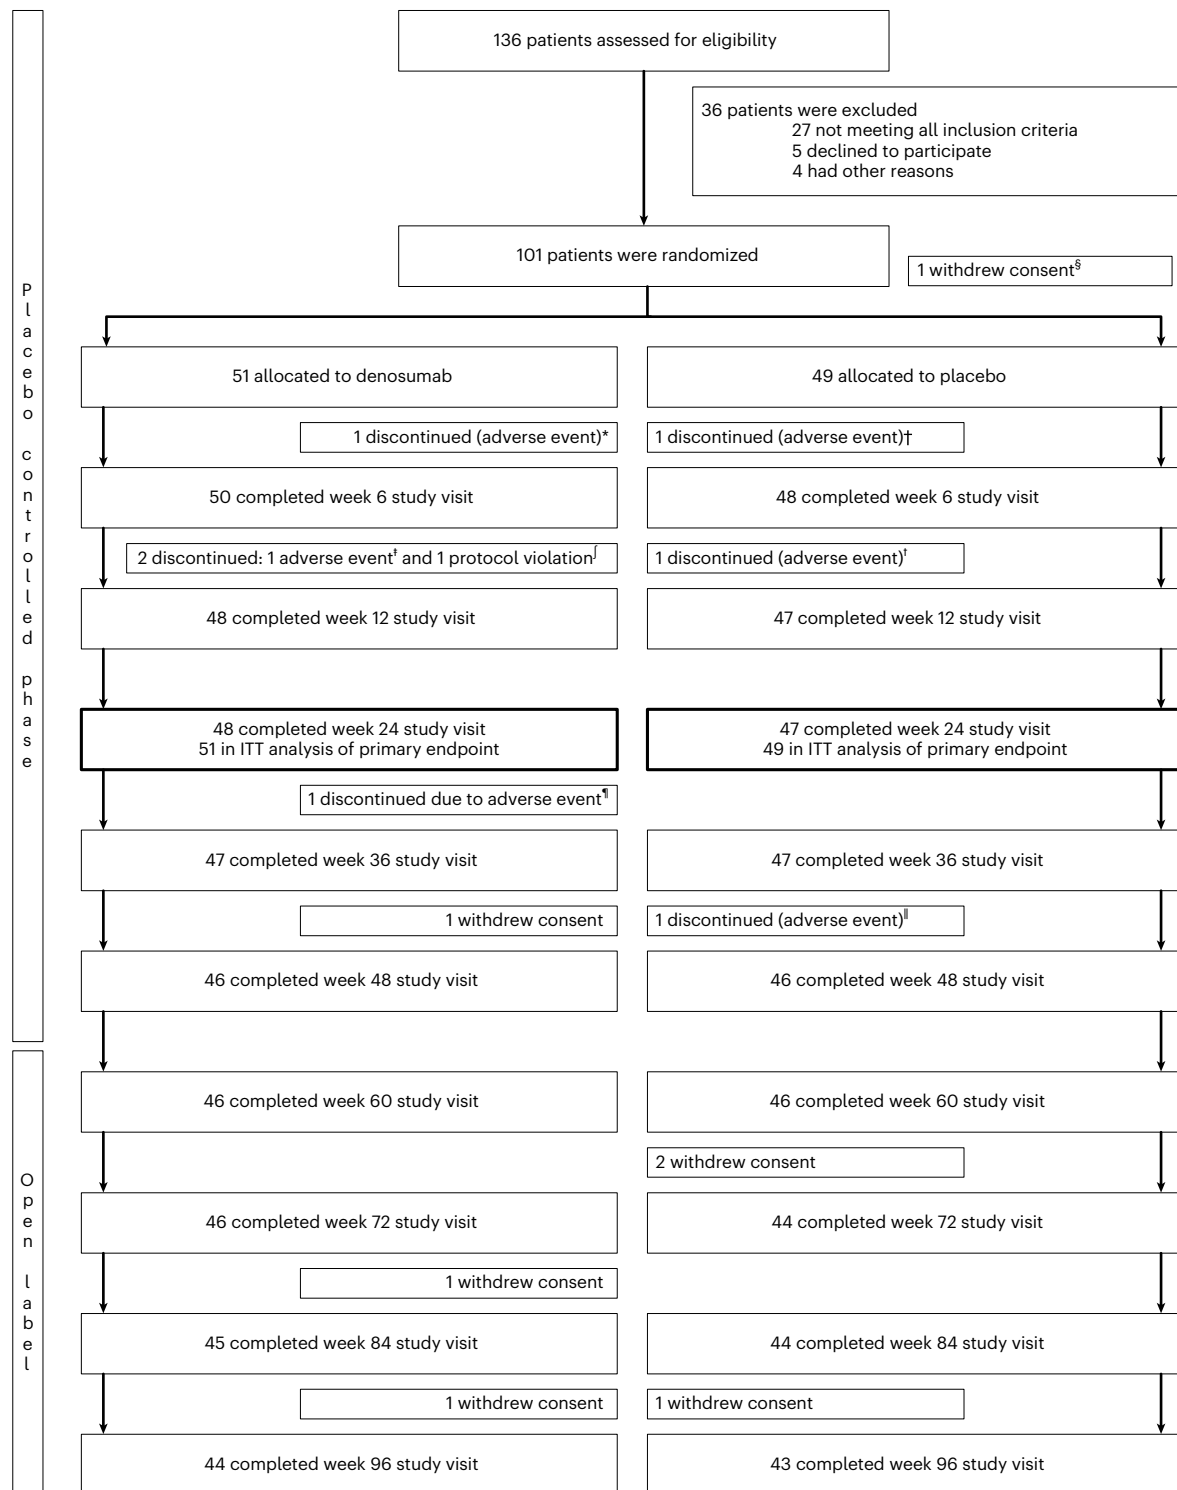 136 patients assessed for eligibility
36 patients were excluded
27 not meeting all inclusion criteria
5 declined to participate
4 had other reasons
101 patients were randomized
1 withdrew consent§
Placebo controlled phase
51 allocated to denosumab
49 allocated to placebo
1 discontinued (adverse event)*
1 discontinued (adverse event)†
50 completed week 6 study visit
48 completed week 6 study visit
2 discontinued: 1 adverse event‡ and 1 protocol violation∫
1 discontinued (adverse event)†
48 completed week 12 study visit
47 completed week 12 study visit
48 completed week 24 study visit
51 in ITT analysis of primary endpoint
47 completed week 24 study visit
49 in ITT analysis of primary endpoint
1 discontinued due to adverse event¶
47 completed week 36 study visit
47 completed week 36 study visit
1 withdrew consent
1 discontinued (adverse event)‖
46 completed week 48 study visit
46 completed week 48 study visit
Open label
46 completed week 60 study visit
46 completed week 60 study visit
2 withdrew consent
46 completed week 72 study visit
44 completed week 72 study visit
1 withdrew consent
45 completed week 84 study visit
44 completed week 84 study visit
1 withdrew consent
1 withdrew consent
44 completed week 96 study visit
43 completed week 96 study visit